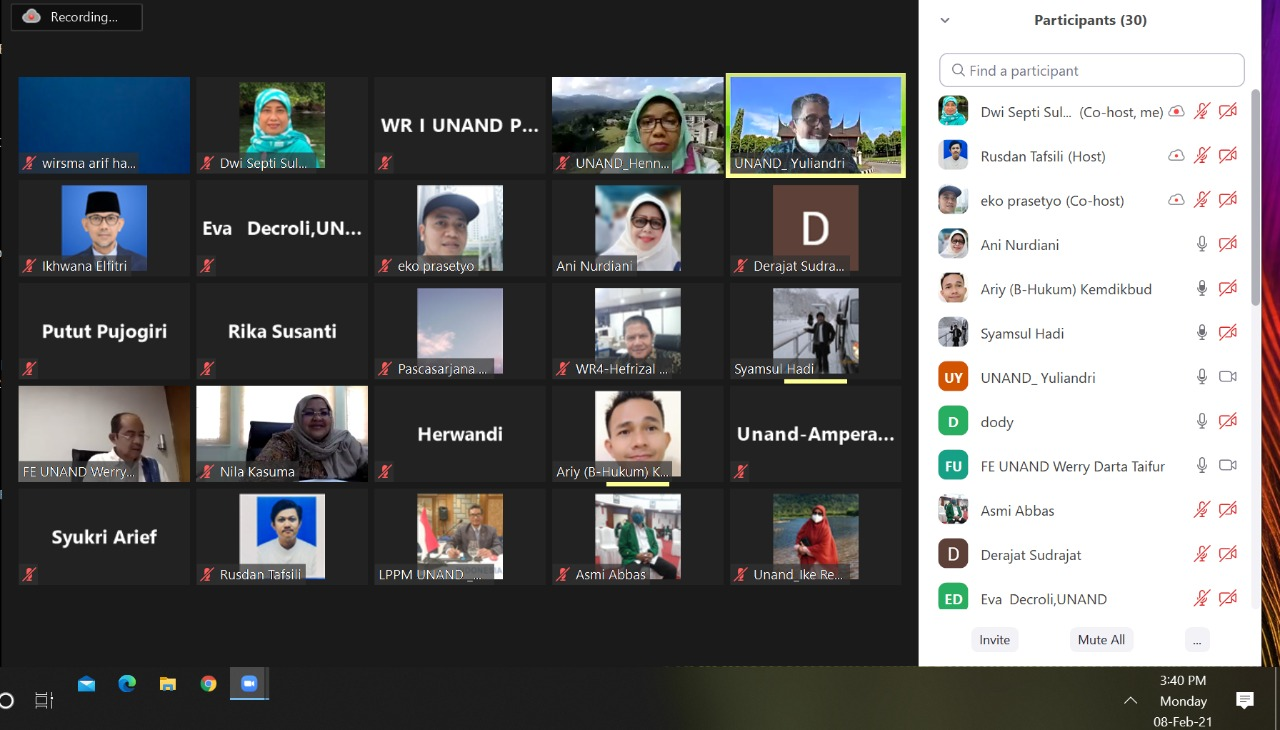 Recording...
wirsma arif ha...
Dwi Septi Sul...
WR I UNAND P...
UNAND_Henn...
UNAND_ Yuliandri
Ikhwana Elfitri
Eva Decroli,UN...
eko prasetyo
Ani Nurdiani
D
Derajat Sudra...
Putut Pujogiri
Rika Susanti
Pascasarjana ...
WR4-Hefrizal ...
Syamsul Hadi
FE UNAND Werry...
Nila Kasuma
Herwandi
Ariy (B-Hukum) K...
Unand-Ampera...
Syukri Arief
Rusdan Tafsili
LPPM UNAND _...
Asmi Abbas
Unand_Ike Re...
Participants (30)
Find a participant
Dwi Septi Sul... (Co-host, me)
Rusdan Tafsili (Host)
eko prasetyo (Co-host)
Ani Nurdiani
Ariy (B-Hukum) Kemdikbud
Syamsul Hadi
UY UNAND_ Yuliandri
D dody
FU FE UNAND Werry Darta Taifur
Asmi Abbas
D Derajat Sudrajat
ED Eva Decroli,UNAND
Invite
Mute All
...
3:40 PM
Monday
08-Feb-21